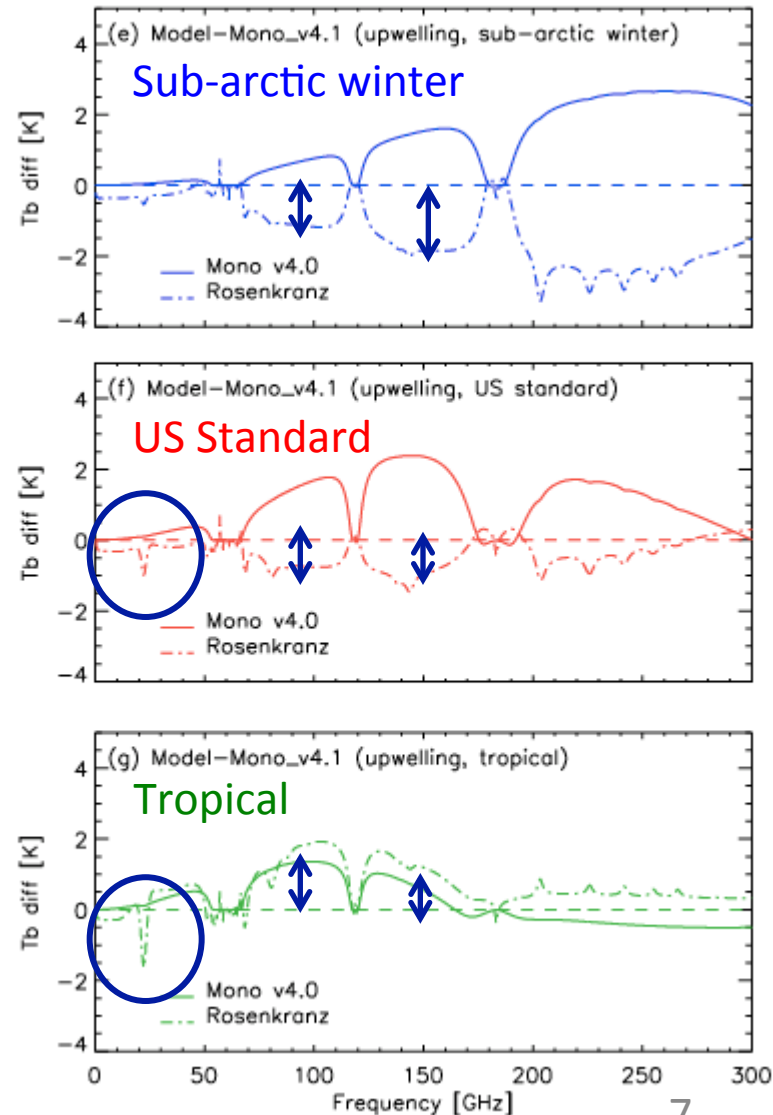 (e) Model-Mono_v4.1 (upwelling, sub-arctic winter)
Sub-arctic winter
4
2
0
-2
-4
Tb diff [K]
Mono v4.0
Rosenkranz
(f) Model-Mono_v4.1 (upwelling, US standard)
US Standard
4
2
0
-2
-4
Tb diff [K]
Mono v4.0
Rosenkranz
(g) Model-Mono_v4.1 (upwelling, tropical)
Tropical
4
2
0
-2
-4
Tb diff [K]
Mono v4.0
Rosenkranz
0 50 100 150 200 250 300
Frequency [GHz]
7